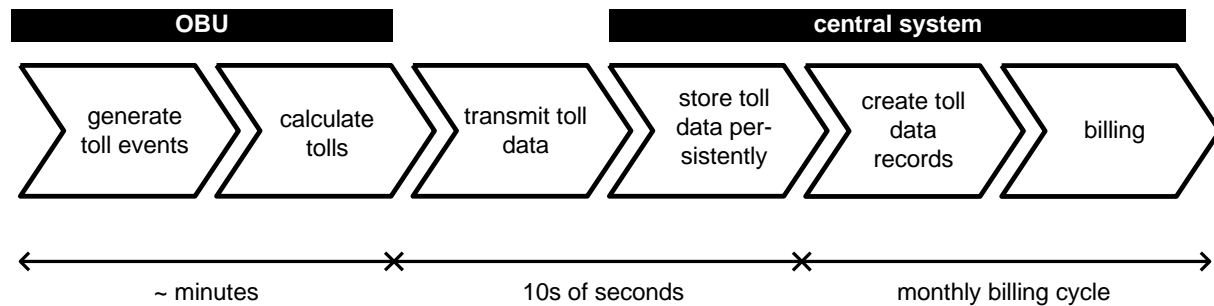 OBU
central system
generate
toll events
calculate
tolls
transmit toll
data
store toll
data per-
sistently
create toll
data
records
billing
~ minutes
10s of seconds
monthly billing cycle